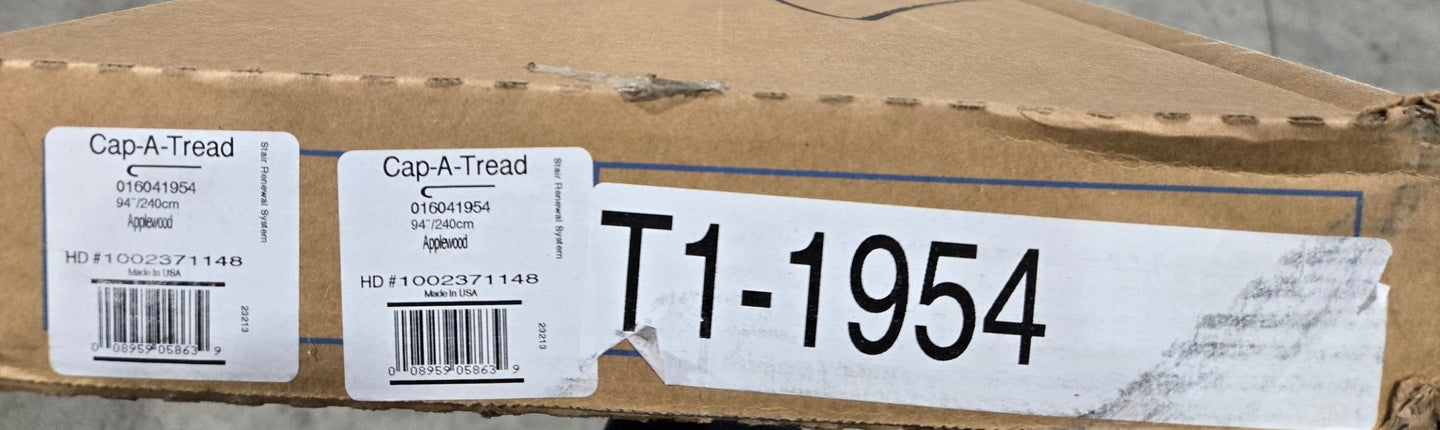 Cap-A-Tread
Stair Renewal System
016041954
94"/240cm
Applewood
HD #1002371148
Made In USA
23213
0 08959 05863 9
Cap-A-Tread
Stair Renewal System
016041954
94"/240cm
Applewood
HD #1002371148
Made In USA
23213
0 08959 05863 9
T1-1954